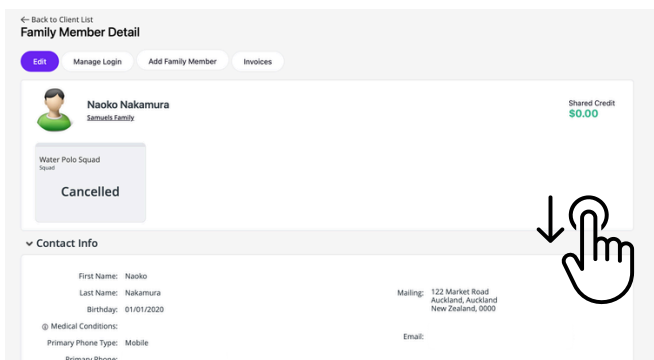 ← Back to Client List
Family Member Detail
Edit
Manage Login
Add Family Member
Invoices
Naoko Nakamura
Samuels Family
Shared Credit
$0.00
Water Polo Squad
Squad
Cancelled
Contact Info
First Name: Naoko
Last Name: Nakamura
Birthday: 01/01/2020
Medical Conditions:
Primary Phone Type: Mobile
Primary Phone:
Mailing: 122 Market Road
Auckland, Auckland
New Zealand, 0000
Email: